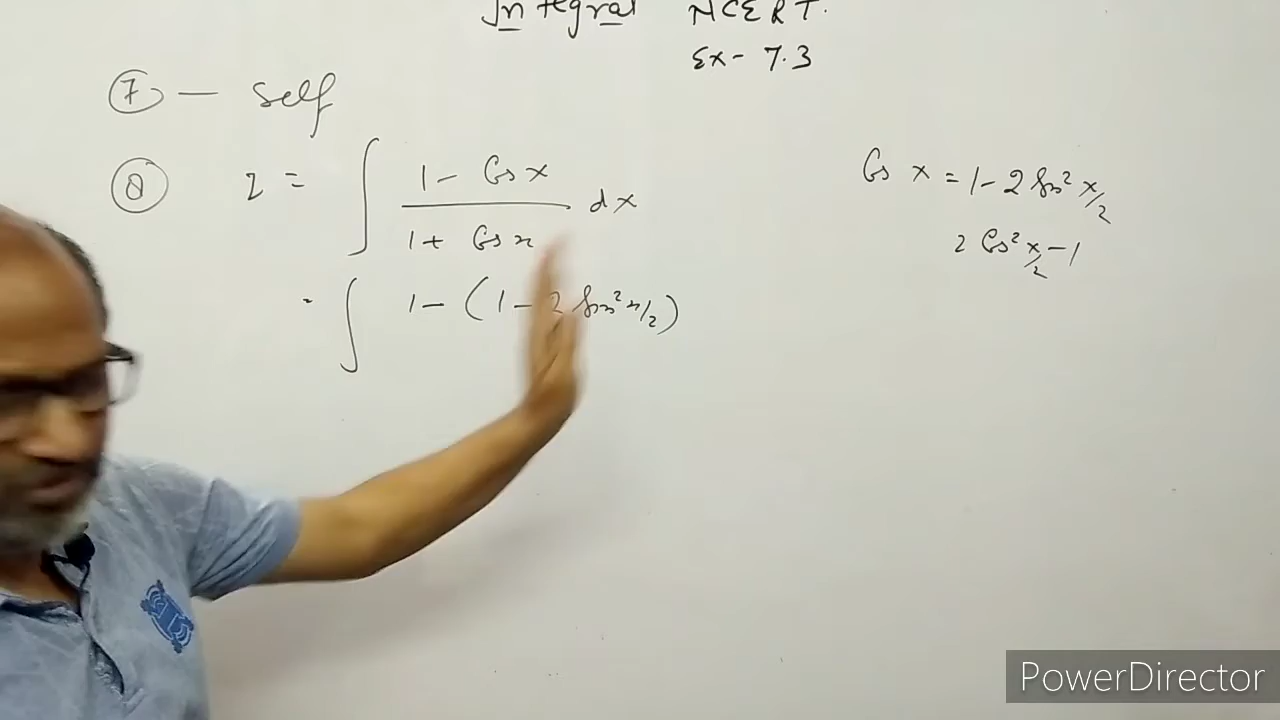 Integral NCERT.
Ex- 7.3
⑦ — Self
⑧ I = ∫ (1 - Cos x)/(1 + Cos x) dx
Cos x = 1 - 2 Sin² x/2
2 Cos² x/2 - 1
= ∫ 1 - (1 - 2 Sin² x/2)
PowerDirector